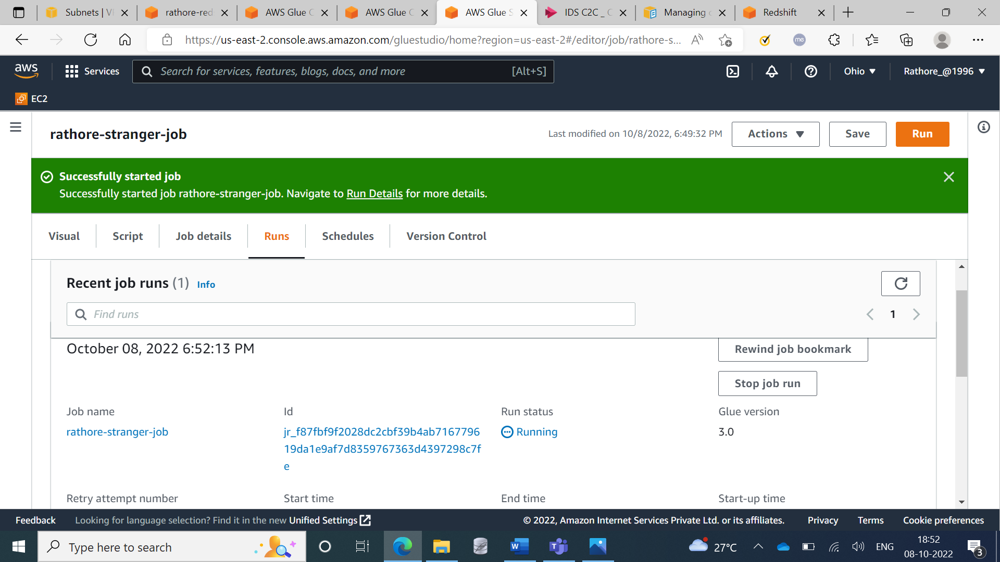 Subnets | V
rathore-red
AWS Glue C
AWS Glue C
AWS Glue S
IDS C2C _ C
Managing
Redshift
https://us-east-2.console.aws.amazon.com/gluestudio/home?region=us-east-2#/editor/job/rathore-s...
A
me
aws
Services
Search for services, features, blogs, docs, and more
[Alt+S]
Ohio
Rathore_@1996
EC2
rathore-stranger-job
Last modified on 10/8/2022, 6:49:32 PM
Actions
Save
Run
Successfully started job
Successfully started job rathore-stranger-job. Navigate to Run Details for more details.
Visual
Script
Job details
Runs
Schedules
Version Control
Recent job runs (1) Info
Find runs
1
October 08, 2022 6:52:13 PM
Rewind job bookmark
Stop job run
Job name
Id
Run status
Glue version
rathore-stranger-job
jr_f87fbf9f2028dc2cbf39b4ab7167796
19da1e9af7d8359767363d4397298c7f
e
Running
3.0
Retry attempt number
Start time
End time
Start-up time
Feedback
Looking for language selection? Find it in the new Unified Settings
© 2022, Amazon Internet Services Private Ltd. or its affiliates.
Privacy
Terms
Cookie preferences
Type here to search
W
T
27°C
ENG
18:52
08-10-2022
3